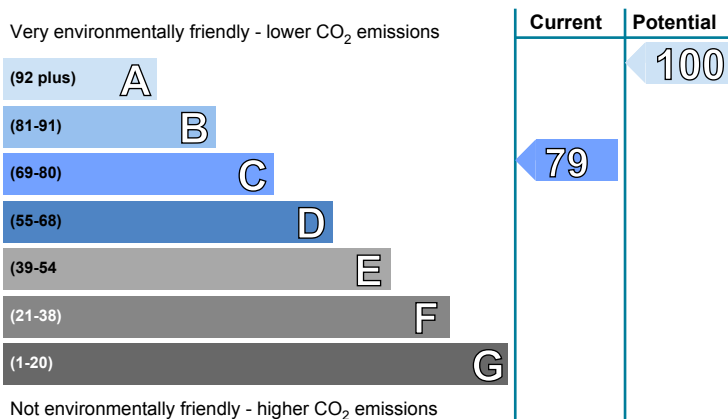 Current Potential
Very environmentally friendly - lower CO2 emissions
100
(92 plus) A
(81-91) B
(69-80) C
79
(55-68) D
(39-54 E
(21-38) F
(1-20) G
Not environmentally friendly - higher CO2 emissions